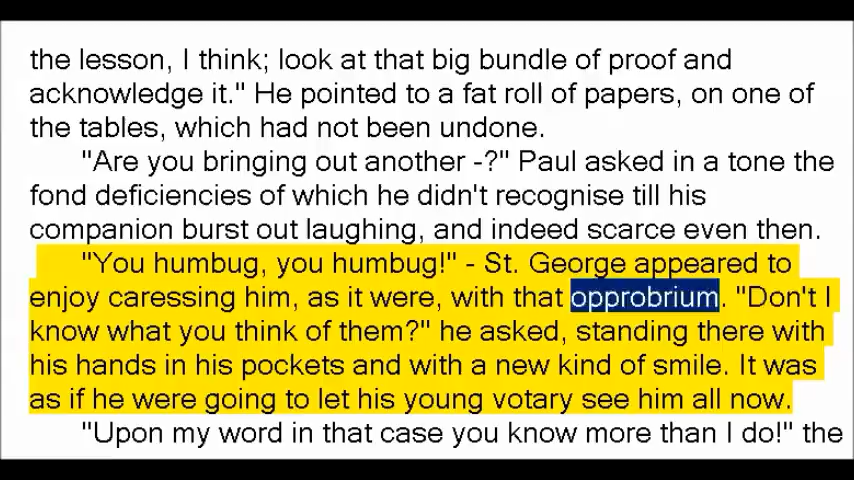 the lesson, I think; look at that big bundle of proof and
acknowledge it." He pointed to a fat roll of papers, on one of
the tables, which had not been undone.
"Are you bringing out another -?" Paul asked in a tone the
fond deficiencies of which he didn't recognise till his
companion burst out laughing, and indeed scarce even then.
"You humbug, you humbug!" - St. George appeared to
enjoy caressing him, as it were, with that opprobrium. "Don't I
know what you think of them?" he asked, standing there with
his hands in his pockets and with a new kind of smile. It was
as if he were going to let his young votary see him all now.
"Upon my word in that case you know more than I do!" the